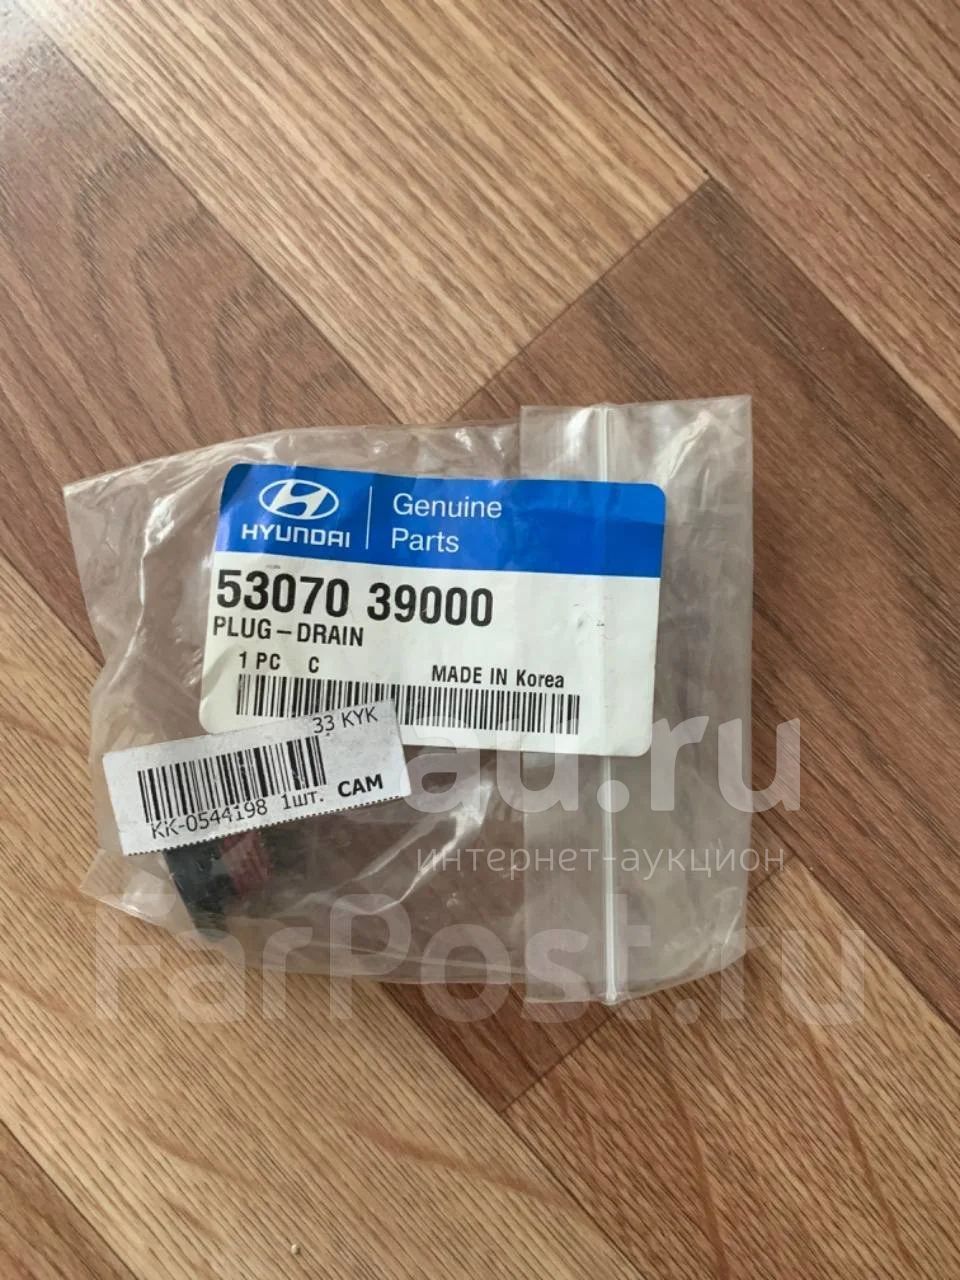 HYUNDAI
Genuine
Parts
53070 39000
PLUG-DRAIN
1 PC C
MADE IN Korea
33 KYK
KK-0544198 1шт. CAM
au.ru
интернет-аукцион
FarPost.ru